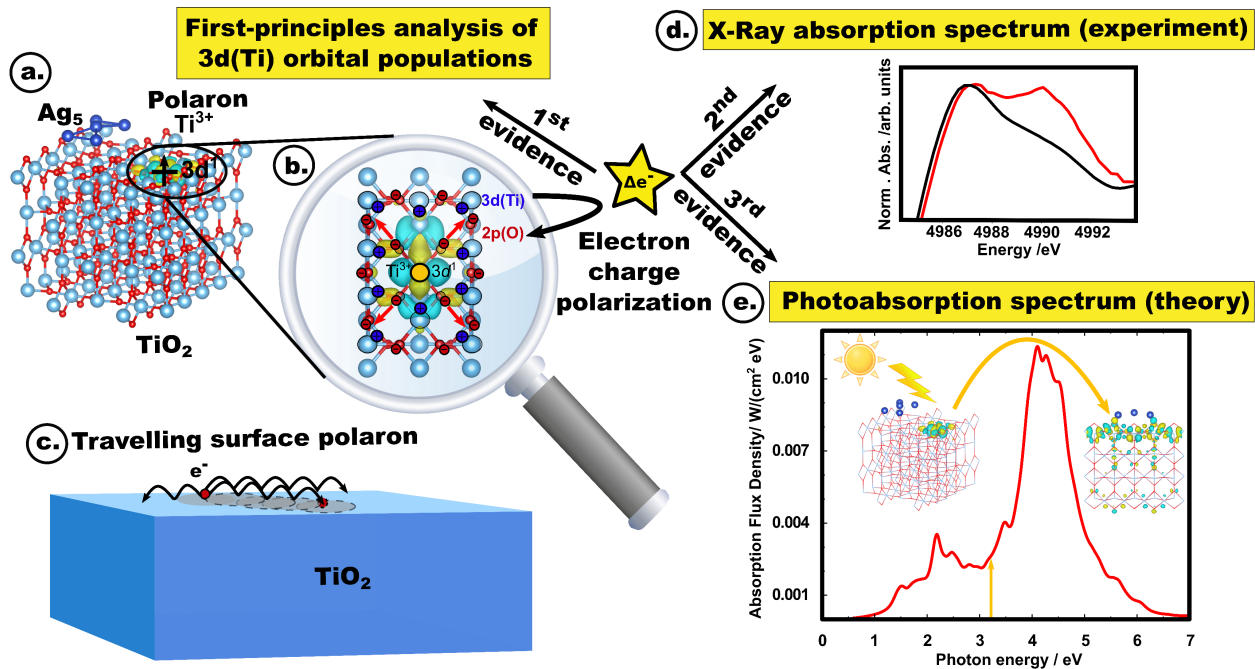 First-principles analysis of
3d(Ti) orbital populations
a.
Ag₅
Polaron
Ti³⁺
3d¹
TiO₂
b.
3d(Ti)
2p(O)
Ti³⁺
3d¹
1st
evidence
2nd
evidence
3rd
evidence
Δe⁻
Electron
charge
polarization
c.
Travelling surface polaron
e⁻
TiO₂
d.
X-Ray absorption spectrum (experiment)
Norm . Abs. /arb. units
4986 4988 4990 4992
Energy /eV
e.
Photoabsorption spectrum (theory)
Absorption Flux Density/ W/(cm² eV)
0.010
0.007
0.004
0.001
0 1 2 3 4 5 6 7
Photon energy / eV